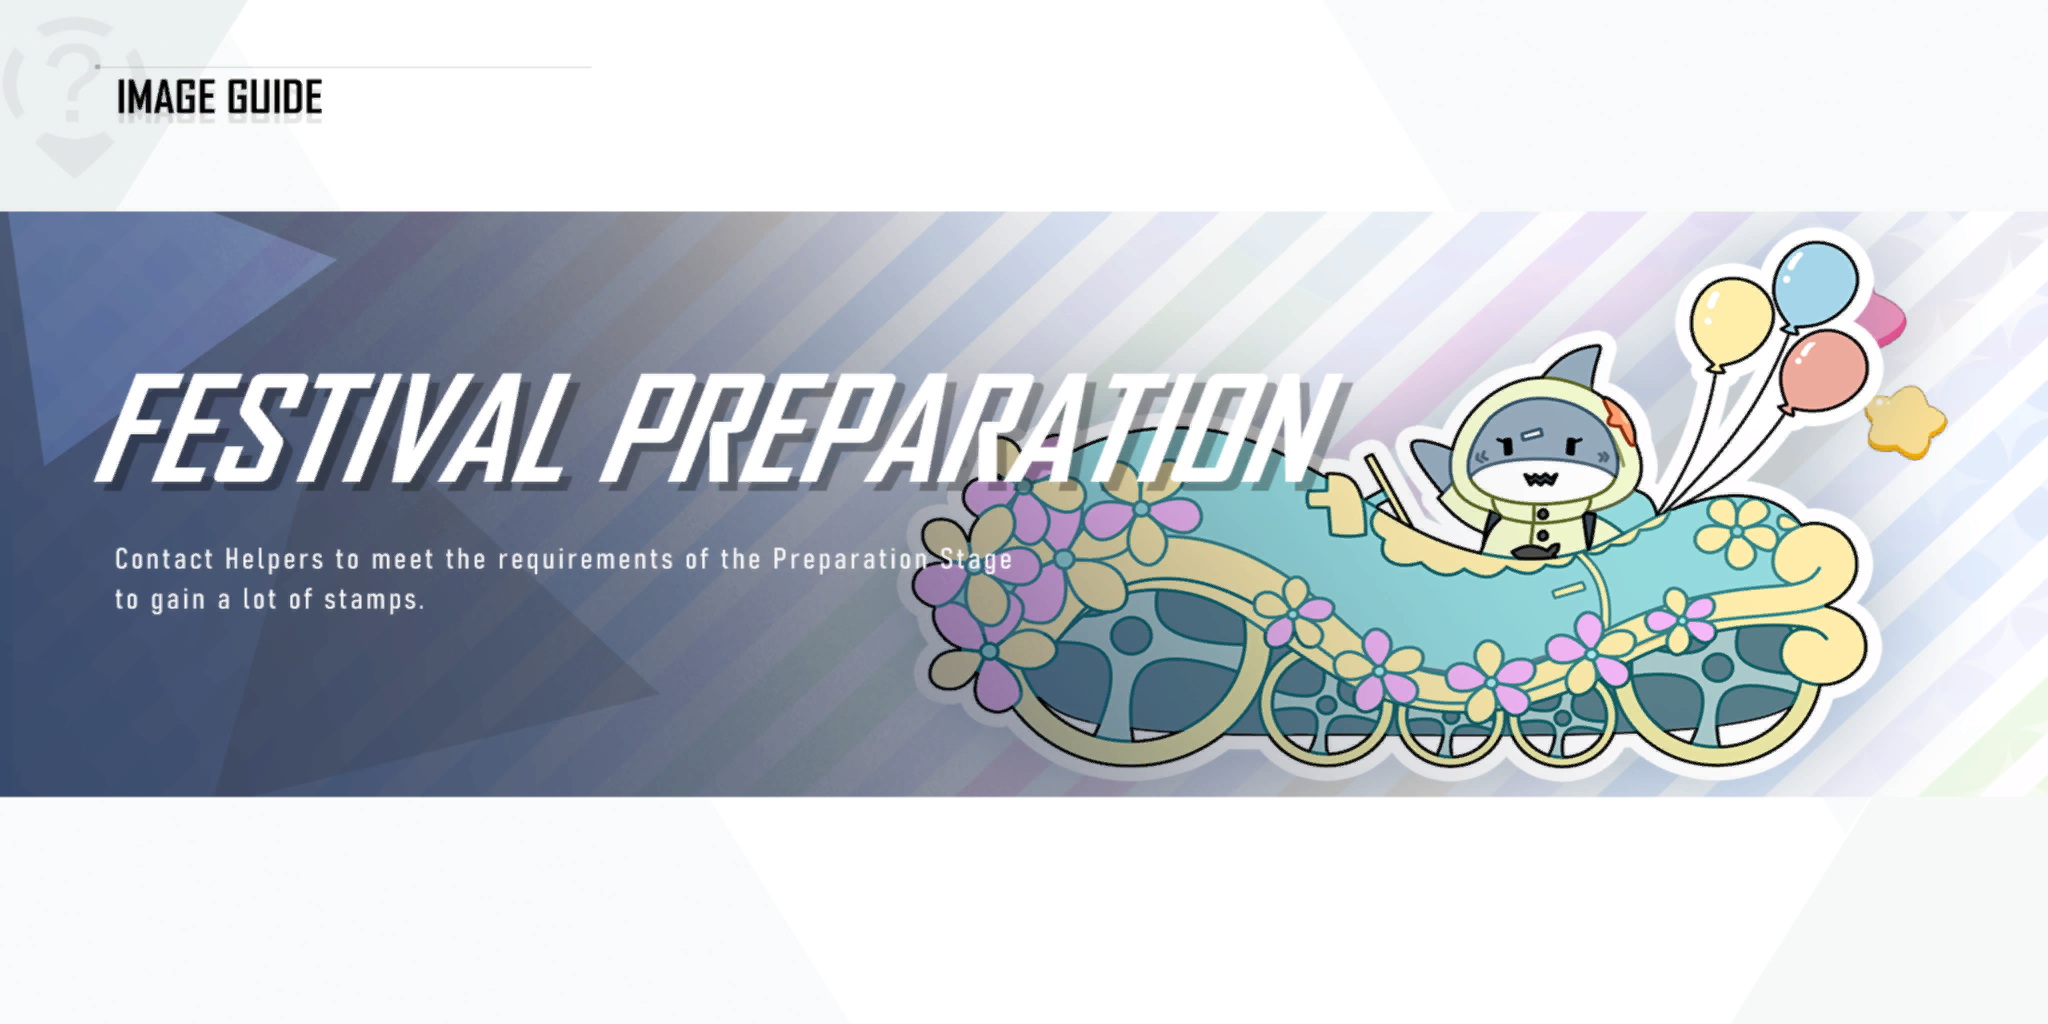 IMAGE GUIDE
FESTIVAL PREPARATION
Contact Helpers to meet the requirements of the Preparation Stage
to gain a lot of stamps.